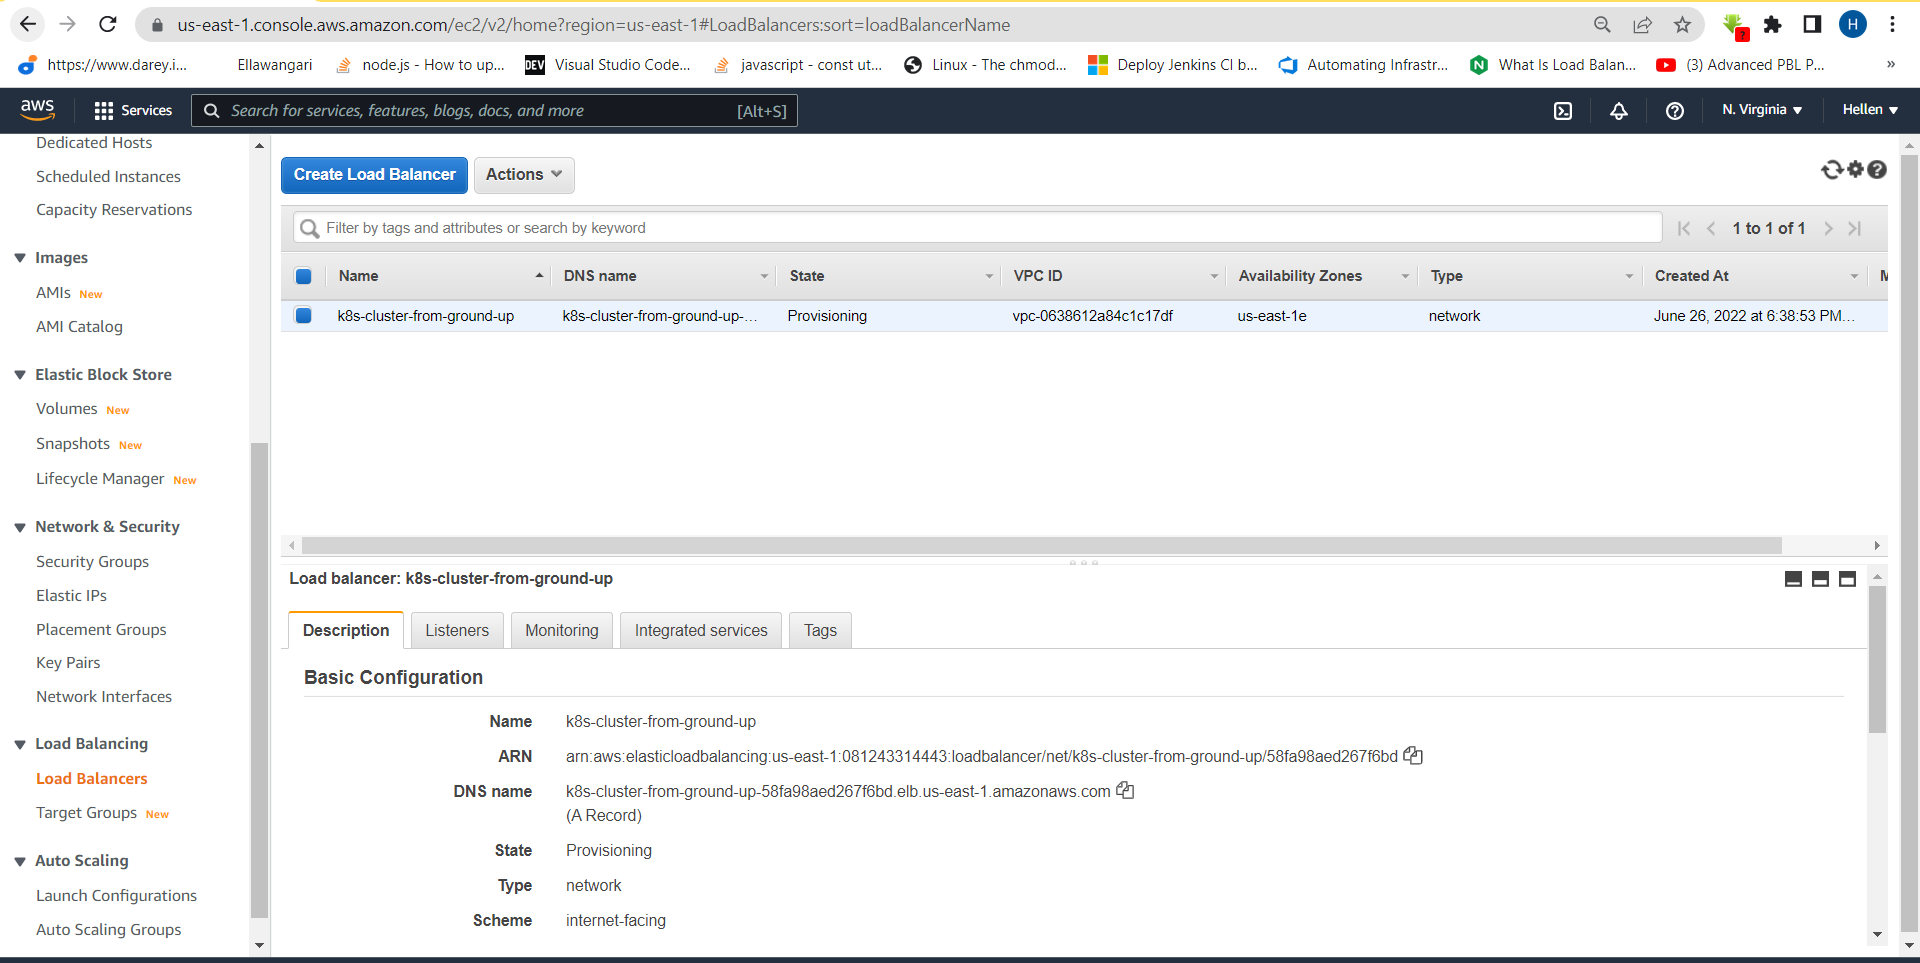 us-east-1.console.aws.amazon.com/ec2/v2/home?region=us-east-1#LoadBalancers:sort=loadBalancerName
?
H
https://www.darey.i...
Ellawangari
node.js - How to up...
DEV
Visual Studio Code...
javascript - const ut...
Linux - The chmod...
Deploy Jenkins CI b...
Automating Infrastr...
N
What Is Load Balan...
(3) Advanced PBL P...
»
aws
Services
Search for services, features, blogs, docs, and more
[Alt+S]
N. Virginia
Hellen
Dedicated Hosts
Scheduled Instances
Capacity Reservations
Images
AMIs New
AMI Catalog
Elastic Block Store
Volumes New
Snapshots New
Lifecycle Manager New
Network & Security
Security Groups
Elastic IPs
Placement Groups
Key Pairs
Network Interfaces
Load Balancing
Load Balancers
Target Groups New
Auto Scaling
Launch Configurations
Auto Scaling Groups
Create Load Balancer
Actions
Filter by tags and attributes or search by keyword
1 to 1 of 1
Name DNS name State VPC ID Availability Zones Type Created At
k8s-cluster-from-ground-up k8s-cluster-from-ground-up-... Provisioning vpc-0638612a84c1c17df us-east-1e network June 26, 2022 at 6:38:53 PM...
Load balancer: k8s-cluster-from-ground-up
Description Listeners Monitoring Integrated services Tags
Basic Configuration
Name k8s-cluster-from-ground-up
ARN arn:aws:elasticloadbalancing:us-east-1:081243314443:loadbalancer/net/k8s-cluster-from-ground-up/58fa98aed267f6bd
DNS name k8s-cluster-from-ground-up-58fa98aed267f6bd.elb.us-east-1.amazonaws.com
(A Record)
State Provisioning
Type network
Scheme internet-facing